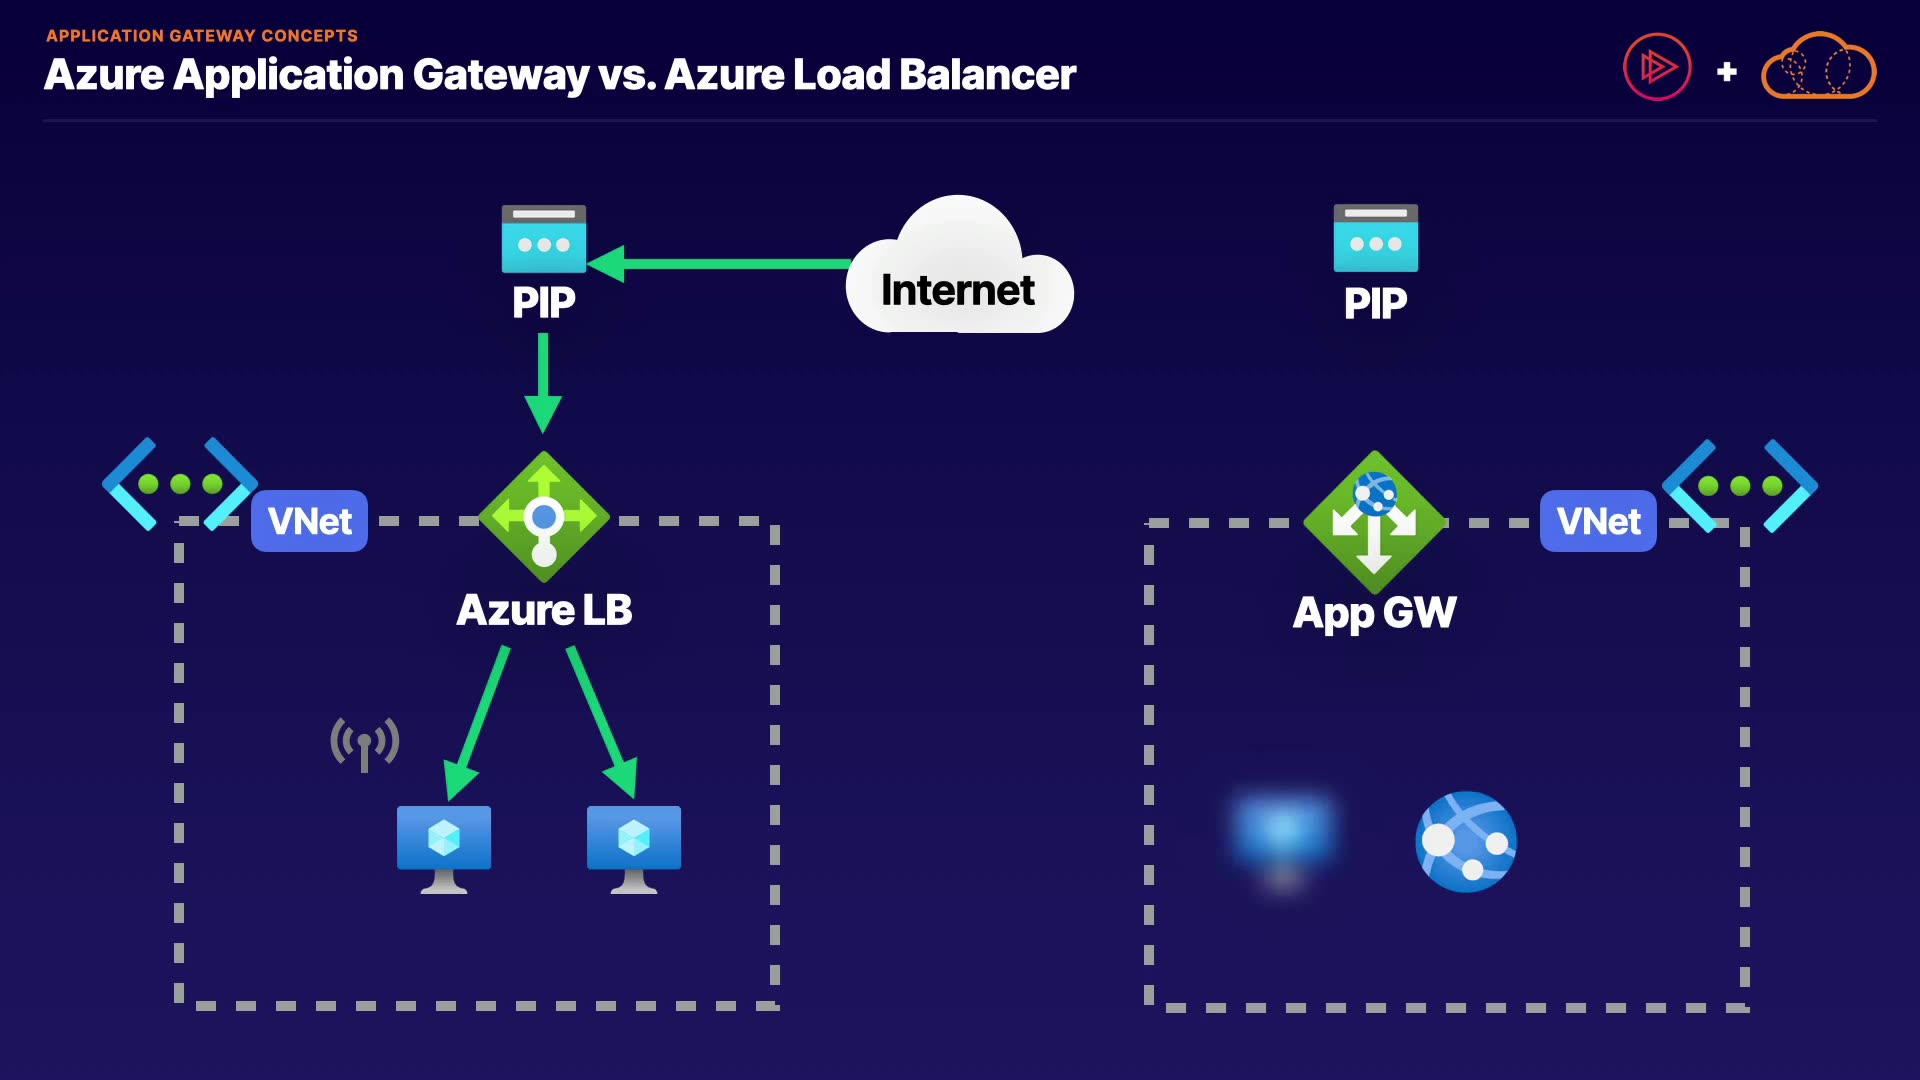 APPLICATION GATEWAY CONCEPTS
Azure Application Gateway vs. Azure Load Balancer
+
PIP
Internet
PIP
VNet
Azure LB
App GW
VNet